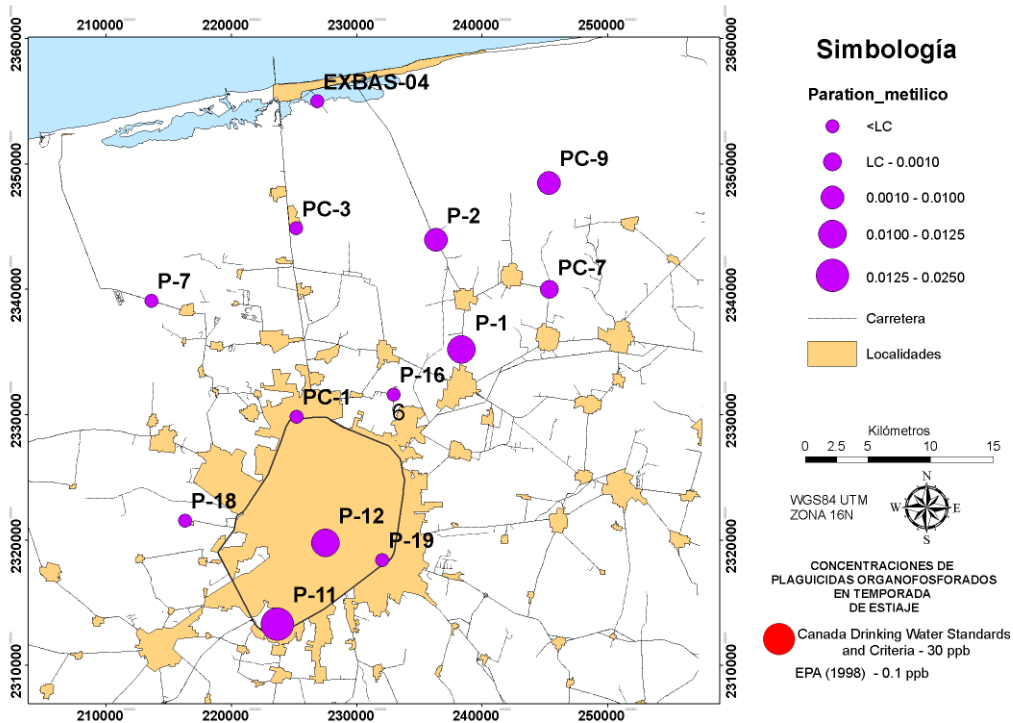 210000 220000 230000 240000 250000
2360000 2360000
2350000 2350000
2340000 2340000
2330000 2330000
2320000 2320000
2310000 2310000
210000 220000 230000 240000 250000
EXBAS-04
PC-9
PC-3
P-2
PC-7
P-7
P-1
P-16
6
PC-1
P-18
P-12
P-19
P-11
Simbología
Paration_metilico
<LC
LC - 0.0010
0.0010 - 0.0100
0.0100 - 0.0125
0.0125 - 0.0250
Carretera
Localidades
Kilómetros
0 2.5 5 10 15
WGS84 UTM
ZONA 16N
N
W E
S
CONCENTRACIONES DE
PLAGUICIDAS ORGANOFOSFORADOS
EN TEMPORADA
DE ESTIAJE
Canada Drinking Water Standards
and Criteria - 30 ppb
EPA (1998) - 0.1 ppb